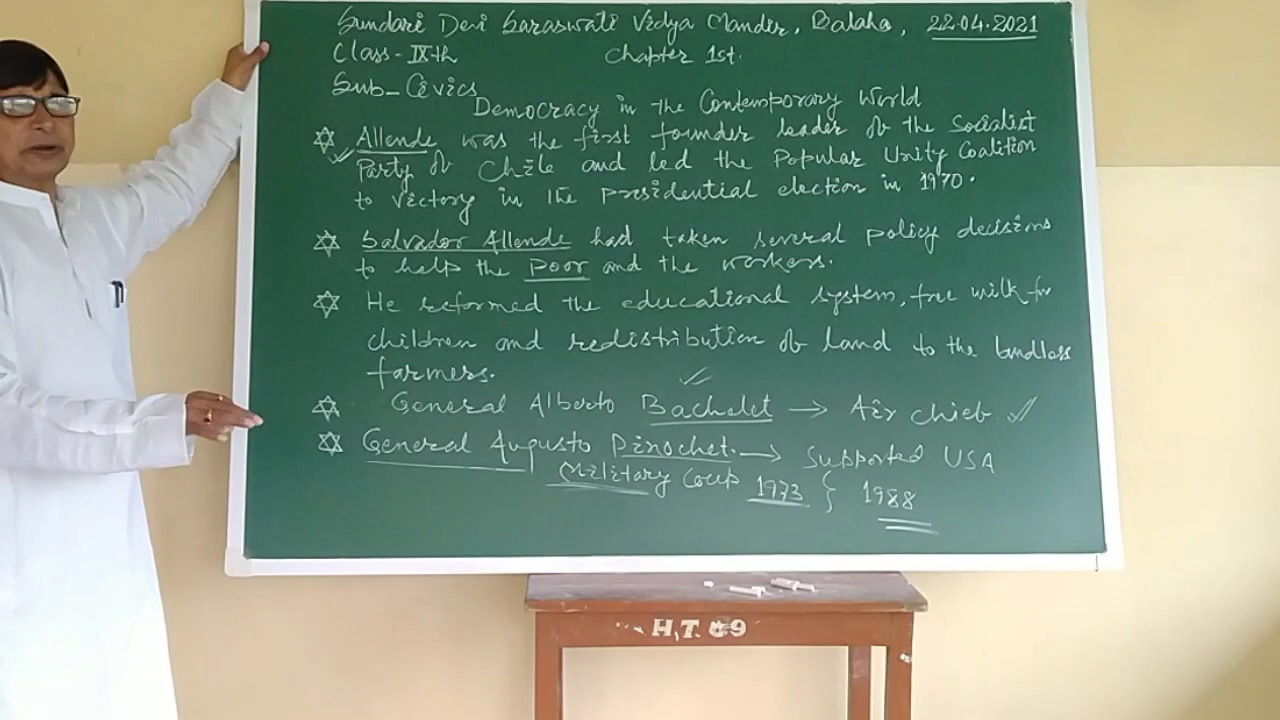 Sundari Devi Saraswati Vidya Mandir, Balaha, 22.04.2021
Class-IXth Chapter 1st.
Sub-Civics
Democracy in the Contemporary World
Allende was the first founder leader of the Socialist
Party of Chile and led the Popular Unity Coalition
to victory in the presidential election in 1970.
Salvador Allende had taken several policy decisions
to help the poor and the workers.
He reformed the educational system, free milk for
children and redistribution of land to the landless
farmers.
General Alberto Bachelet → Air chief
General Augusto Pinochet. → Supported USA
Military Coup 1973 } 1988
H.T. 09